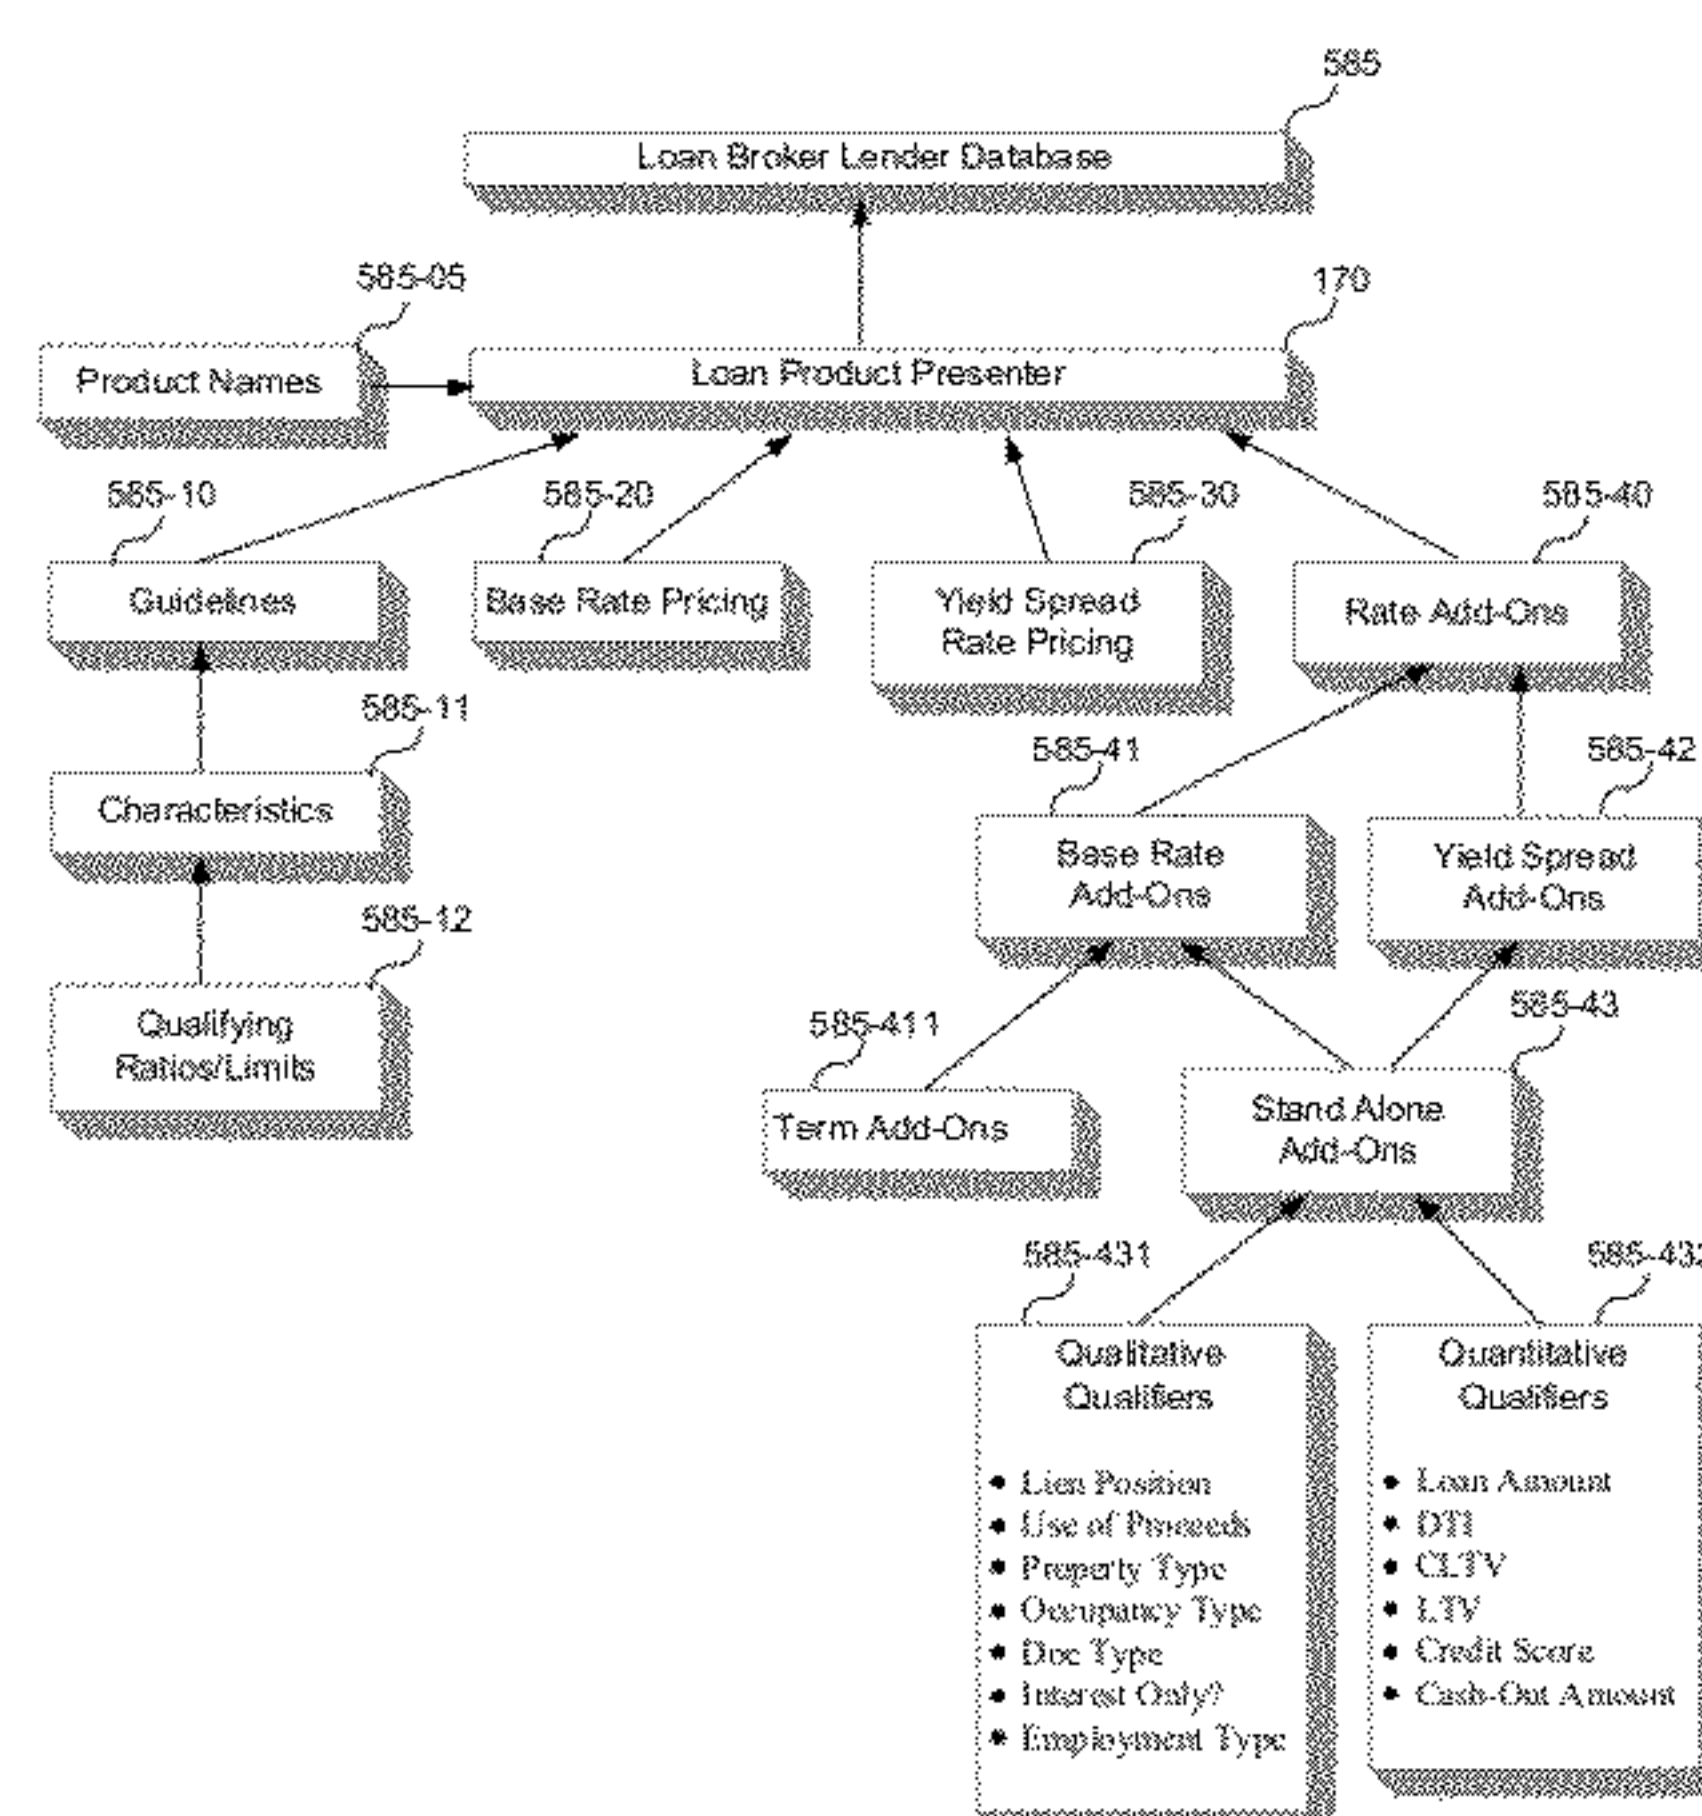 585
Loan Broker Lender Database
585-05
170
Product Names
Loan Product Presenter
585-10
585-20
585-30
585-40
Guidelines
Base Rate Pricing
Yield Spread
Rate Pricing
Rate Add-Ons
585-11
585-41
585-42
Characteristics
Base Rate
Add-Ons
Yield Spread
Add-Ons
585-12
Qualifying
Ratios/Limits
585-411
585-43
Term Add-Ons
Stand Alone
Add-Ons
585-431
585-432
Qualitative
Qualifiers
• Lien Position
• Use of Proceeds
• Property Type
• Occupancy Type
• Doc Type
• Interest Only?
• Employment Type
Quantitative
Qualifiers
• Loan Amount
• DTI
• CLTV
• LTV
• Credit Score
• Cash-Out Amount